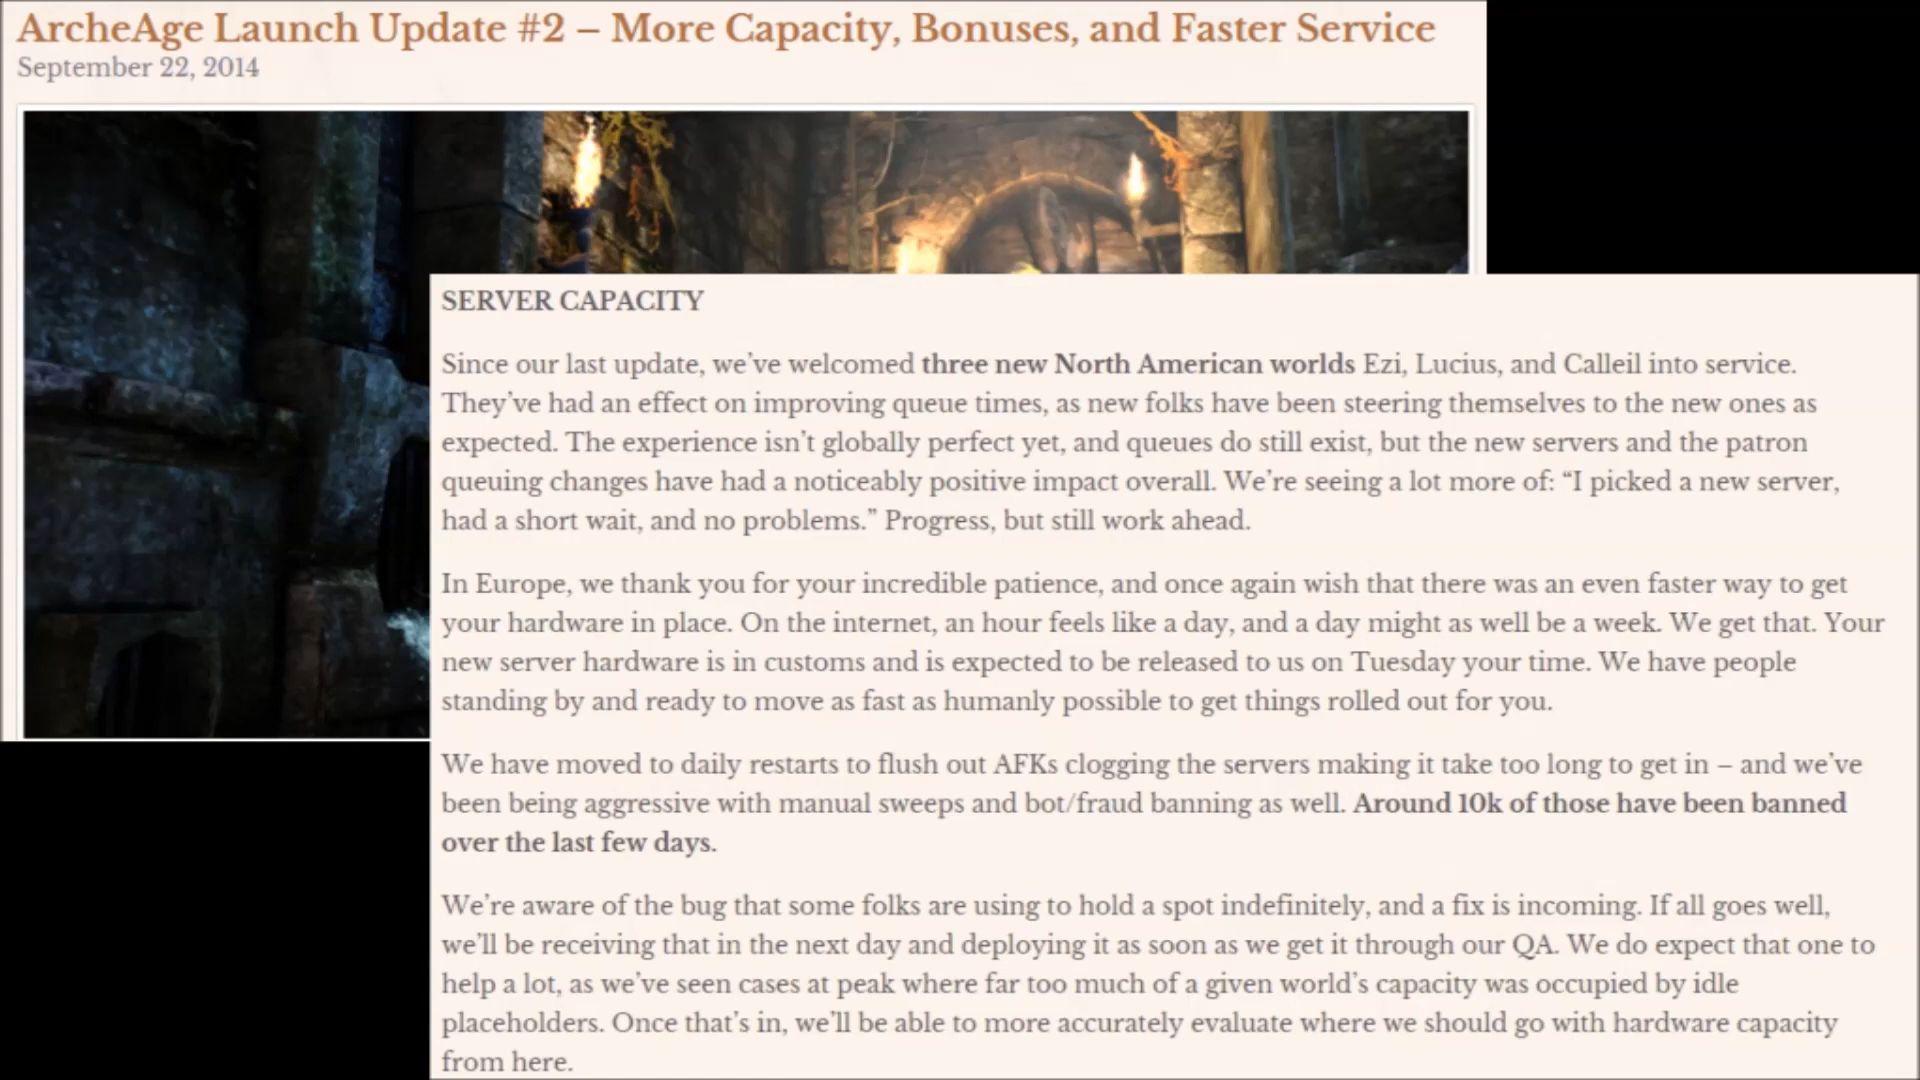 ArcheAge Launch Update #2 – More Capacity, Bonuses, and Faster Service
September 22, 2014
SERVER CAPACITY
Since our last update, we’ve welcomed three new North American worlds Ezi, Lucius, and Calleil into service.
They’ve had an effect on improving queue times, as new folks have been steering themselves to the new ones as
expected. The experience isn’t globally perfect yet, and queues do still exist, but the new servers and the patron
queuing changes have had a noticeably positive impact overall. We’re seeing a lot more of: “I picked a new server,
had a short wait, and no problems.” Progress, but still work ahead.
In Europe, we thank you for your incredible patience, and once again wish that there was an even faster way to get
your hardware in place. On the internet, an hour feels like a day, and a day might as well be a week. We get that. Your
new server hardware is in customs and is expected to be released to us on Tuesday your time. We have people
standing by and ready to move as fast as humanly possible to get things rolled out for you.
We have moved to daily restarts to flush out AFKs clogging the servers making it take too long to get in – and we’ve
been being aggressive with manual sweeps and bot/fraud banning as well. Around 10k of those have been banned
over the last few days.
We’re aware of the bug that some folks are using to hold a spot indefinitely, and a fix is incoming. If all goes well,
we’ll be receiving that in the next day and deploying it as soon as we get it through our QA. We do expect that one to
help a lot, as we’ve seen cases at peak where far too much of a given world’s capacity was occupied by idle
placeholders. Once that’s in, we’ll be able to more accurately evaluate where we should go with hardware capacity
from here.